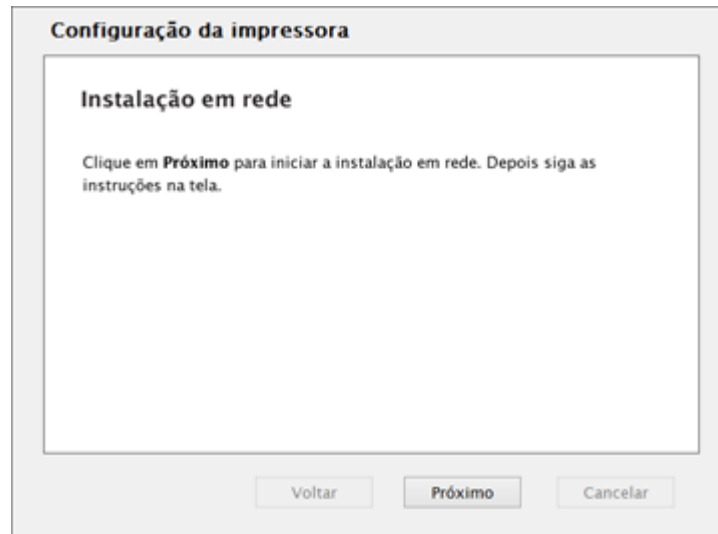 Configuração da impressora
Instalação em rede
Clique em Próximo para iniciar a instalação em rede. Depois siga as
instruções na tela.
Voltar
Próximo
Cancelar